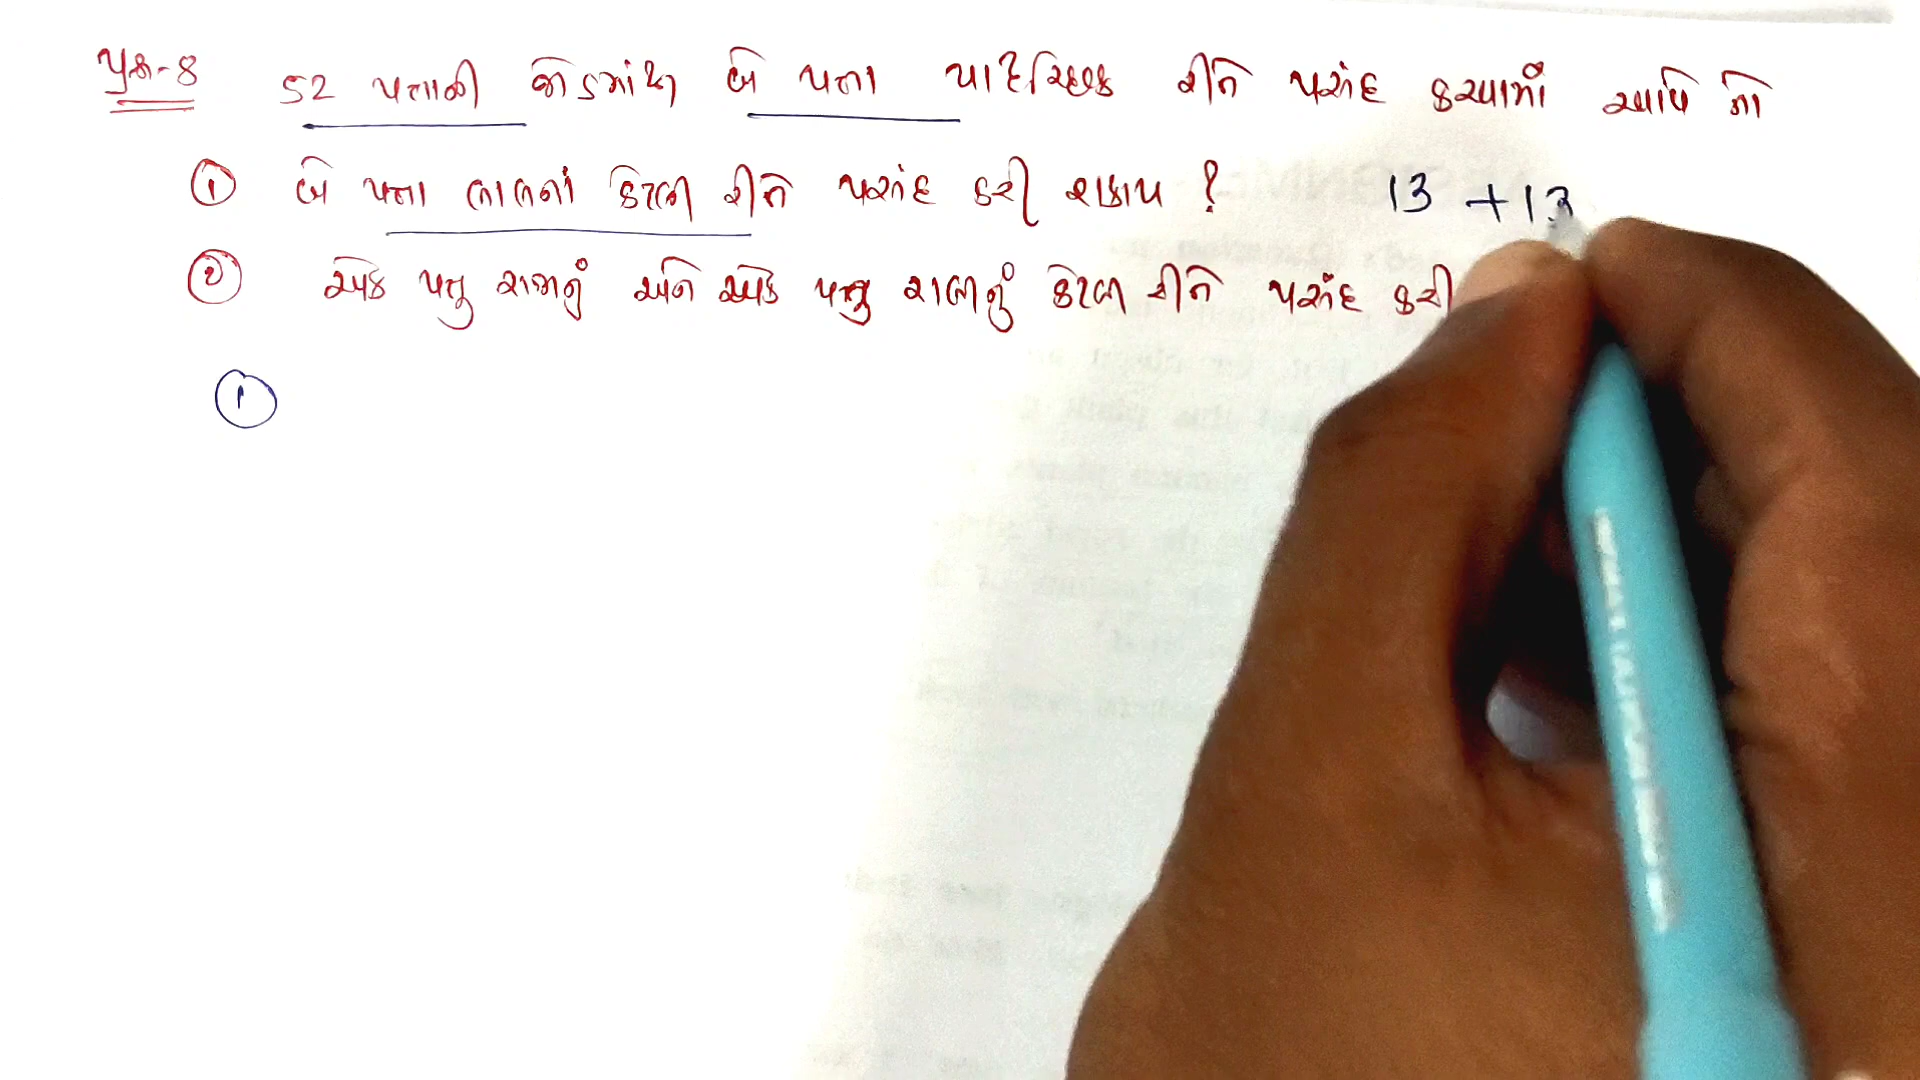 પ્રશ્ન-8 52 પત્તાની જોડમાંથી બે પત્તા યાદૃચ્છિક રીતે પસંદ કરવામાં આવે તો
① બે પત્તા લાલનાં કેટલી રીતે પસંદ કરી શકાય ? 13 + 13
② એક પત્તુ રાજાનું અને એક પત્તુ રાણીનું કેટલી રીતે પસંદ કરી
①